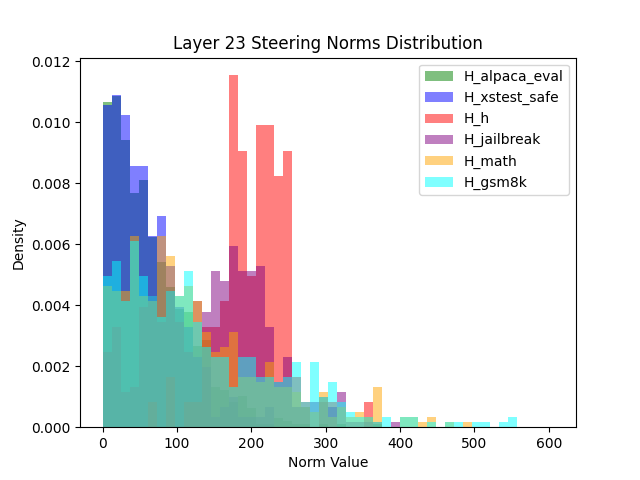 Layer 23 Steering Norms Distribution
0.012
0.010
0.008
0.006
0.004
0.002
0.000
Density
H_alpaca_eval
H_xstest_safe
H_h
H_jailbreak
H_math
H_gsm8k
0 100 200 300 400 500 600
Norm Value